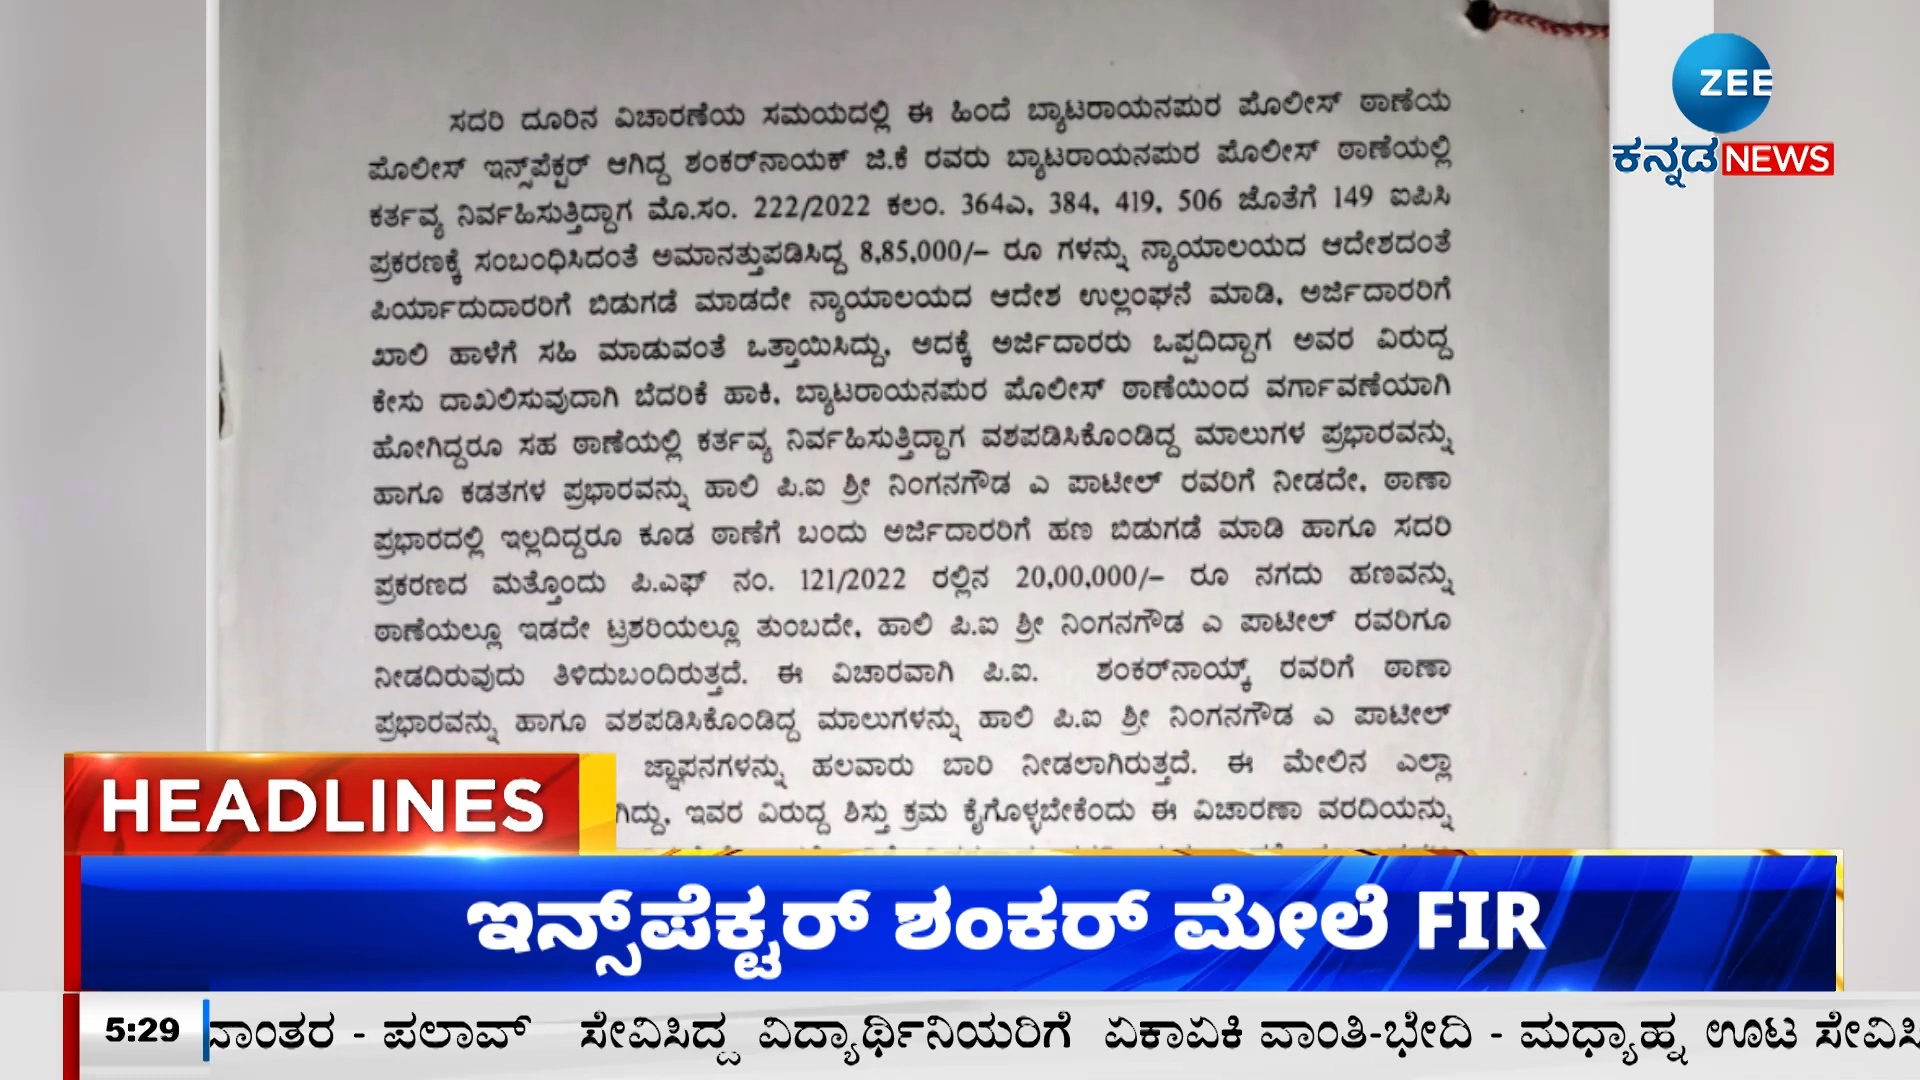 ZEE
ಕನ್ನಡ NEWS
ಸದರಿ ದೂರಿನ ವಿಚಾರಣೆಯ ಸಮಯದಲ್ಲಿ ಈ ಹಿಂದೆ ಬ್ಯಾಟರಾಯನಪುರ ಪೊಲೀಸ್ ಠಾಣೆಯ
ಪೊಲೀಸ್ ಇನ್ಸ್‌ಪೆಕ್ಟರ್ ಆಗಿದ್ದ ಶಂಕರ್‌ನಾಯಕ್ ಜಿ.ಕೆ ರವರು ಬ್ಯಾಟರಾಯನಪುರ ಪೊಲೀಸ್ ಠಾಣೆಯಲ್ಲಿ
ಕರ್ತವ್ಯ ನಿರ್ವಹಿಸುತ್ತಿದ್ದಾಗ ಮೊ.ಸಂ. 222/2022 ಕಲಂ. 364ಎ, 384, 419, 506 ಜೊತೆಗೆ 149 ಐಪಿಸಿ
ಪ್ರಕರಣಕ್ಕೆ ಸಂಬಂಧಿಸಿದಂತೆ ಅಮಾನತ್ತುಪಡಿಸಿದ್ದ 8,85,000/- ರೂ ಗಳನ್ನು ನ್ಯಾಯಾಲಯದ ಆದೇಶದಂತೆ
ಪಿರ್ಯಾದುದಾರರಿಗೆ ಬಿಡುಗಡೆ ಮಾಡದೇ ನ್ಯಾಯಾಲಯದ ಆದೇಶ ಉಲ್ಲಂಘನೆ ಮಾಡಿ, ಅರ್ಜಿದಾರರಿಗೆ
ಖಾಲಿ ಹಾಳೆಗೆ ಸಹಿ ಮಾಡುವಂತೆ ಒತ್ತಾಯಿಸಿದ್ದು, ಅದಕ್ಕೆ ಅರ್ಜಿದಾರರು ಒಪ್ಪದಿದ್ದಾಗ ಅವರ ವಿರುದ್ದ
ಕೇಸು ದಾಖಲಿಸುವುದಾಗಿ ಬೆದರಿಕೆ ಹಾಕಿ, ಬ್ಯಾಟರಾಯನಪುರ ಪೊಲೀಸ್ ಠಾಣೆಯಿಂದ ವರ್ಗಾವಣೆಯಾಗಿ
ಹೋಗಿದ್ದರೂ ಸಹ ಠಾಣೆಯಲ್ಲಿ ಕರ್ತವ್ಯ ನಿರ್ವಹಿಸುತ್ತಿದ್ದಾಗ ವಶಪಡಿಸಿಕೊಂಡಿದ್ದ ಮಾಲುಗಳ ಪ್ರಭಾರವನ್ನು
ಹಾಗೂ ಕಡತಗಳ ಪ್ರಭಾರವನ್ನು ಹಾಲಿ ಪಿ.ಐ ಶ್ರೀ ನಿಂಗನಗೌಡ ಎ ಪಾಟೀಲ್ ರವರಿಗೆ ನೀಡದೇ, ಠಾಣಾ
ಪ್ರಭಾರದಲ್ಲಿ ಇಲ್ಲದಿದ್ದರೂ ಕೂಡ ಠಾಣೆಗೆ ಬಂದು ಅರ್ಜಿದಾರರಿಗೆ ಹಣ ಬಿಡುಗಡೆ ಮಾಡಿ ಹಾಗೂ ಸದರಿ
ಪ್ರಕರಣದ ಮತ್ತೊಂದು ಪಿ.ಎಫ್ ನಂ. 121/2022 ರಲ್ಲಿನ 20,00,000/- ರೂ ನಗದು ಹಣವನ್ನು
ಠಾಣೆಯಲ್ಲೂ ಇಡದೇ ಟ್ರಶರಿಯಲ್ಲೂ ತುಂಬದೇ, ಹಾಲಿ ಪಿ.ಐ ಶ್ರೀ ನಿಂಗನಗೌಡ ಎ ಪಾಟೀಲ್ ರವರಿಗೂ
ನೀಡದಿರುವುದು ತಿಳಿದುಬಂದಿರುತ್ತದೆ. ಈ ವಿಚಾರವಾಗಿ ಪಿ.ಐ. ಶಂಕರ್‌ನಾಯ್ಕ್ ರವರಿಗೆ ಠಾಣಾ
ಪ್ರಭಾರವನ್ನು ಹಾಗೂ ವಶಪಡಿಸಿಕೊಂಡಿದ್ದ ಮಾಲುಗಳನ್ನು ಹಾಲಿ ಪಿ.ಐ ಶ್ರೀ ನಿಂಗನಗೌಡ ಎ ಪಾಟೀಲ್
ಜ್ಞಾಪನಗಳನ್ನು ಹಲವಾರು ಬಾರಿ ನೀಡಲಾಗಿರುತ್ತದೆ. ಈ ಮೇಲಿನ ಎಲ್ಲಾ
ಗಿದ್ದು, ಇವರ ವಿರುದ್ದ ಶಿಸ್ತು ಕ್ರಮ ಕೈಗೊಳ್ಳಬೇಕೆಂದು ಈ ವಿಚಾರಣಾ ವರದಿಯನ್ನು
HEADLINES
ಇನ್ಸ್‌ಪೆಕ್ಟರ್ ಶಂಕರ್ ಮೇಲೆ FIR
5:29 ನಾಂತರ - ಪಲಾವ್ ಸೇವಿಸಿದ್ದ ವಿದ್ಯಾರ್ಥಿನಿಯರಿಗೆ ಏಕಾಏಕಿ ವಾಂತಿ-ಭೇದಿ - ಮಧ್ಯಾಹ್ನ ಊಟ ಸೇವಿಸಿ